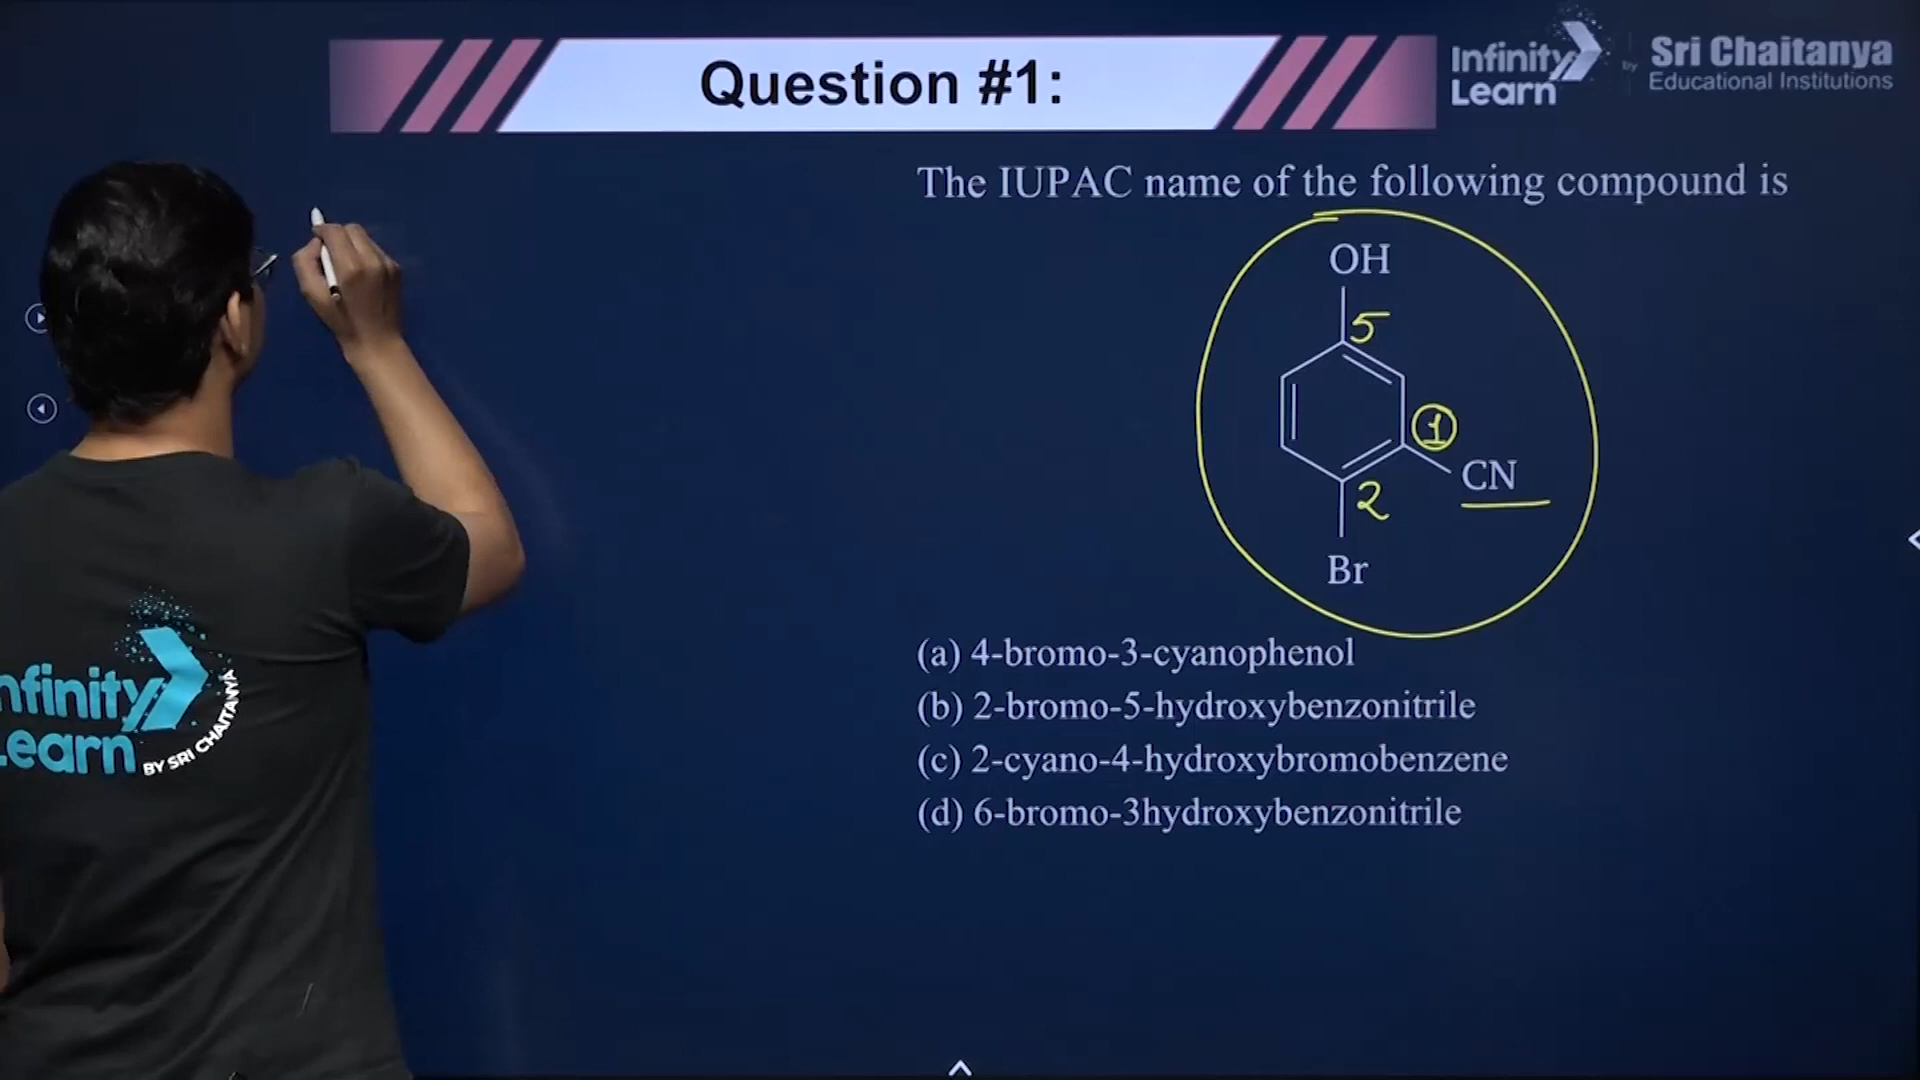 Question #1:
Infinity Learn
by
Sri Chaitanya
Educational Institutions
The IUPAC name of the following compound is
OH
5
1
CN
2
Br
(a) 4-bromo-3-cyanophenol
(b) 2-bromo-5-hydroxybenzonitrile
(c) 2-cyano-4-hydroxybromobenzene
(d) 6-bromo-3hydroxybenzonitrile
nfinity
Learn
BY SRI CHAITANYA